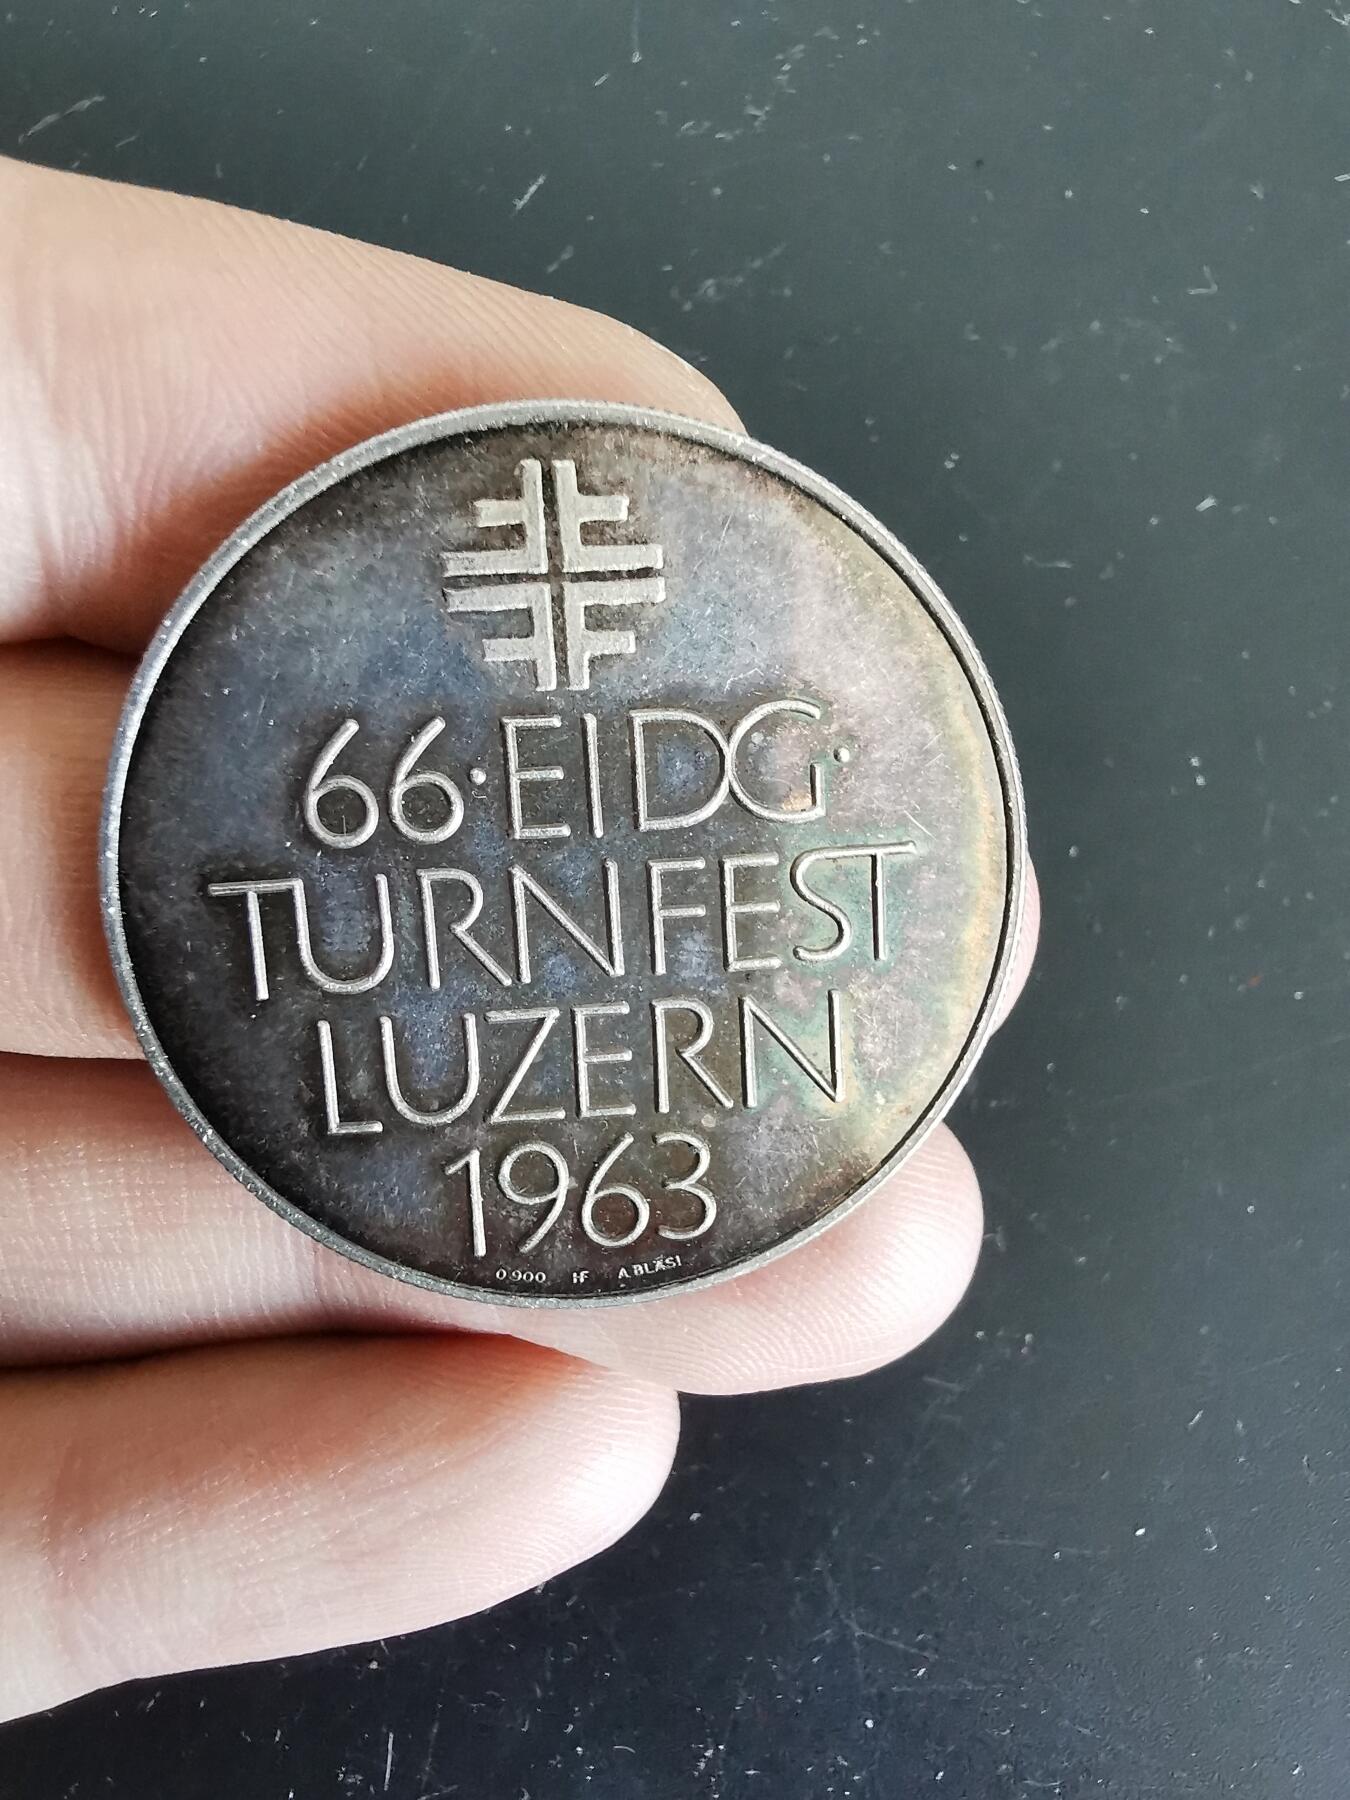 66·EIDG·
TURNFEST
LUZERN
1963
0.900 HF A.BLÄSI